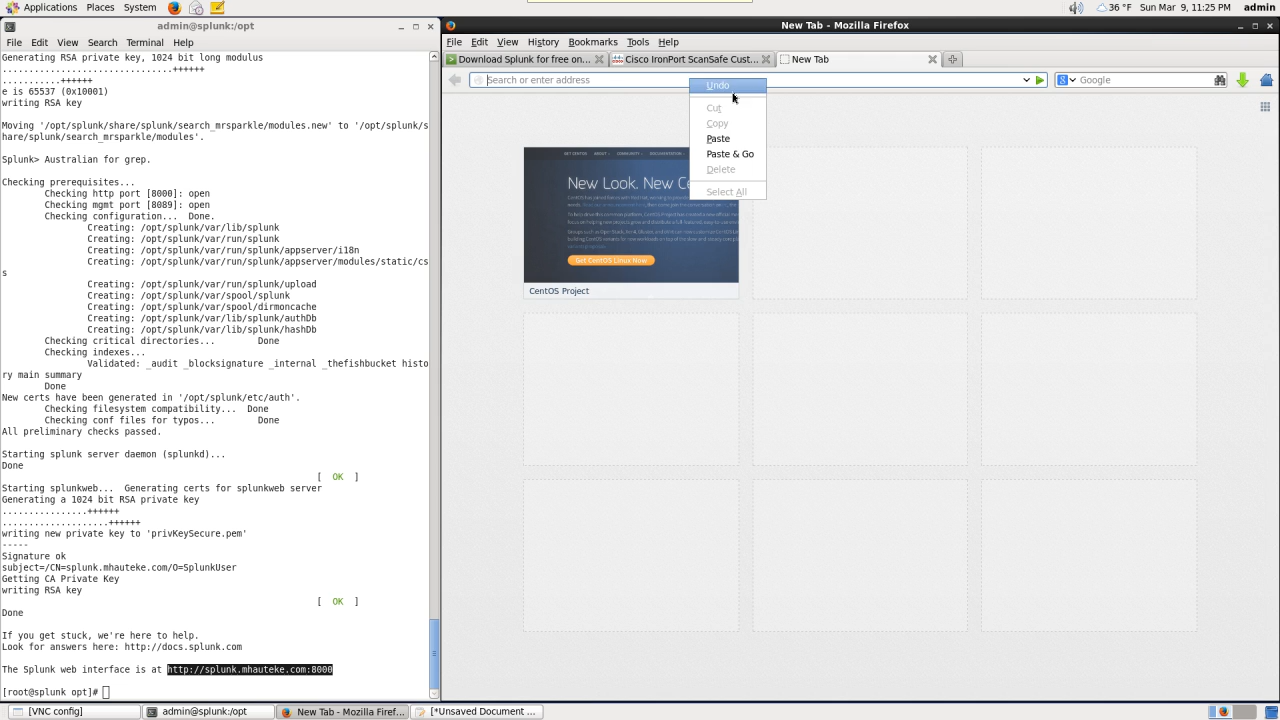 Applications Places System
36 °F Sun Mar 9, 11:25 PM admin
admin@splunk:/opt
File Edit View Search Terminal Help
Generating RSA private key, 1024 bit long modulus
..............................++++++
...........++++++
e is 65537 (0x10001)
writing RSA key
Moving '/opt/splunk/share/splunk/search_mrsparkle/modules.new' to '/opt/splunk/s
hare/splunk/search_mrsparkle/modules'.
Splunk> Australian for grep.
Checking prerequisites...
Checking http port [8000]: open
Checking mgmt port [8089]: open
Checking configuration... Done.
Creating: /opt/splunk/var/lib/splunk
Creating: /opt/splunk/var/run/splunk
Creating: /opt/splunk/var/run/splunk/appserver/i18n
Creating: /opt/splunk/var/run/splunk/appserver/modules/static/cs
s
Creating: /opt/splunk/var/run/splunk/upload
Creating: /opt/splunk/var/spool/splunk
Creating: /opt/splunk/var/spool/dirmoncache
Creating: /opt/splunk/var/lib/splunk/authDb
Creating: /opt/splunk/var/lib/splunk/hashDb
Checking critical directories... Done
Checking indexes...
Validated: _audit _blocksignature _internal _thefishbucket histo
ry main summary
Done
New certs have been generated in '/opt/splunk/etc/auth'.
Checking filesystem compatibility... Done
Checking conf files for typos... Done
All preliminary checks passed.
Starting splunk server daemon (splunkd)...
Done
[ OK ]
Starting splunkweb... Generating certs for splunkweb server
Generating a 1024 bit RSA private key
...............++++++
...................++++++
writing new private key to 'privKeySecure.pem'
-----
Signature ok
subject=/CN=splunk.mhauteke.com/O=SplunkUser
Getting CA Private Key
writing RSA key
[ OK ]
Done
If you get stuck, we're here to help.
Look for answers here: http://docs.splunk.com
The Splunk web interface is at http://splunk.mhauteke.com:8000
[root@splunk opt]#
New Tab - Mozilla Firefox
File Edit View History Bookmarks Tools Help
Download Splunk for free on...
Cisco IronPort ScanSafe Cust...
New Tab
Search or enter address
Google
Undo
Cut
Copy
Paste
Paste & Go
Delete
Select All
GET CENTOS ABOUT COMMUNITY DOCUMENTATION
New Look. New Ce
Get CentOS Linux Now
CentOS Project
[VNC config]
admin@splunk:/opt
New Tab - Mozilla Firef...
[*Unsaved Document ...